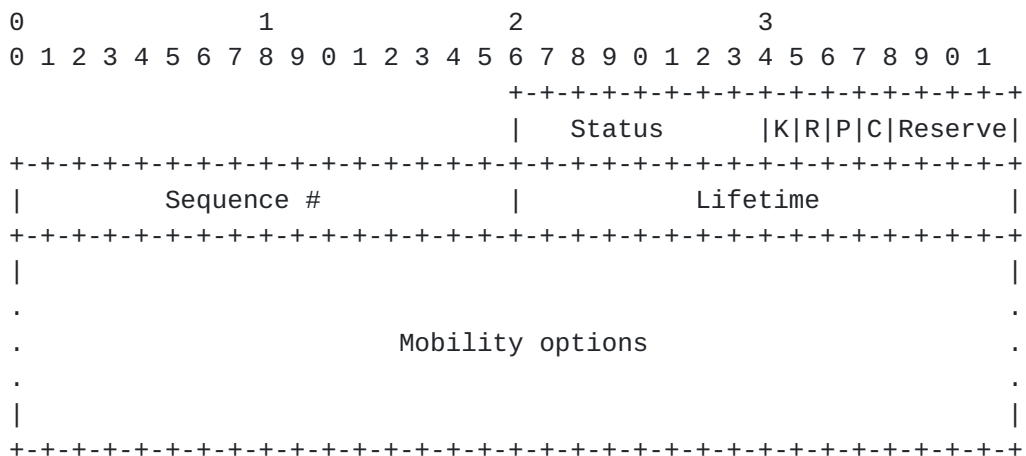 0 1 2 3
0 1 2 3 4 5 6 7 8 9 0 1 2 3 4 5 6 7 8 9 0 1 2 3 4 5 6 7 8 9 0 1
+-+-+-+-+-+-+-+-+-+-+-+-+-+-+-+-+
| Status |K|R|P|C|Reserve|
+-+-+-+-+-+-+-+-+-+-+-+-+-+-+-+-+-+-+-+-+-+-+-+-+-+-+-+-+-+-+-+-+
| Sequence # | Lifetime |
+-+-+-+-+-+-+-+-+-+-+-+-+-+-+-+-+-+-+-+-+-+-+-+-+-+-+-+-+-+-+-+-+
| |
. .
. Mobility options .
. .
| |
+-+-+-+-+-+-+-+-+-+-+-+-+-+-+-+-+-+-+-+-+-+-+-+-+-+-+-+-+-+-+-+-+